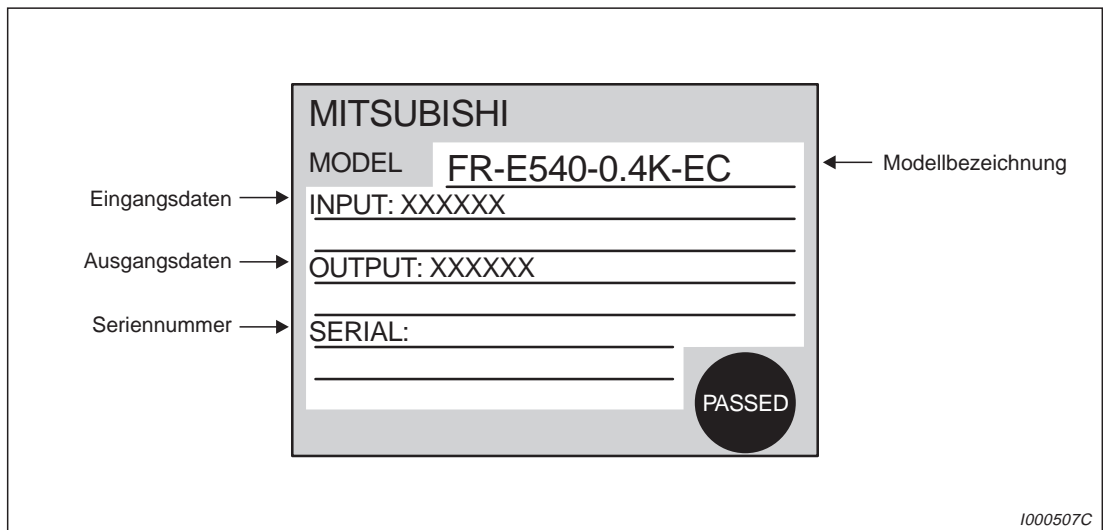 MITSUBISHI
MODEL FR-E540-0.4K-EC
Modellbezeichnung
Eingangsdaten
INPUT: XXXXXX
Ausgangsdaten
OUTPUT: XXXXXX
Seriennummer
SERIAL:
PASSED
I000507C